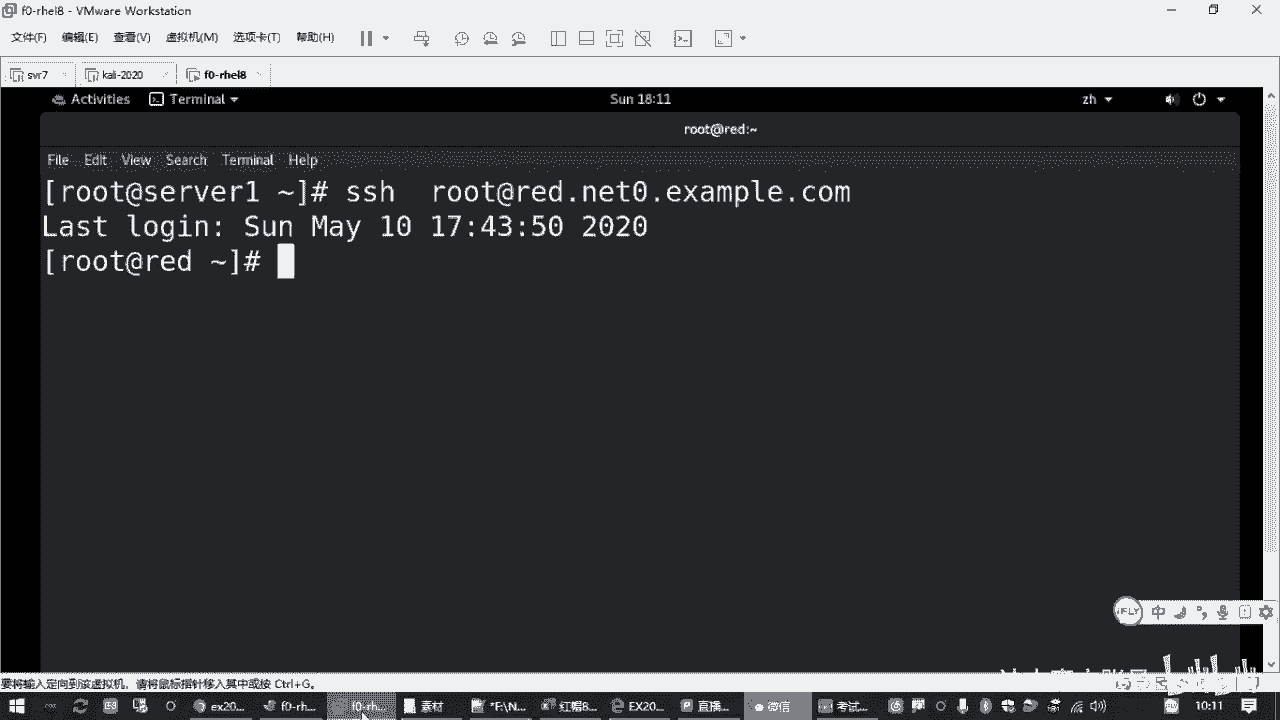 f0-rhel8 - VMware Workstation
文件(F) 编辑(E) 查看(V) 虚拟机(M) 选项卡(T) 帮助(H)
svr7 kali-2020 f0-rhel8
Activities Terminal Sun 18:11 zh
root@red:~
File Edit View Search Terminal Help
[root@server1 ~]# ssh root@red.net0.example.com
Last login: Sun May 10 17:43:50 2020
[root@red ~]#
iFLY 中
要将输入定向到该虚拟机，请将鼠标指针移入其中或按 Ctrl+G。
ex20... f0-rh... f0-rh... 素材 *E\N... 红帽8... EX20... 直播... 微信 考试... 10:11